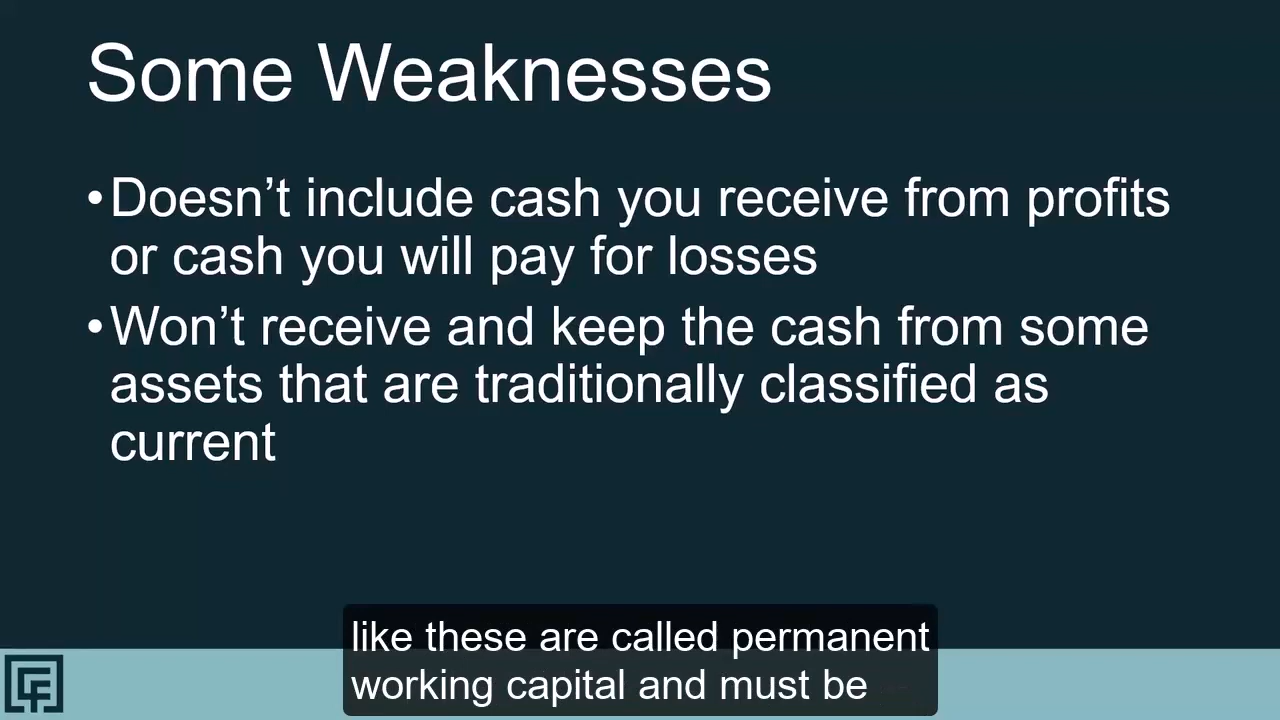 Some Weaknesses
•Doesn’t include cash you receive from profits
or cash you will pay for losses
•Won’t receive and keep the cash from some
assets that are traditionally classified as
current
like these are called permanent
working capital and must be